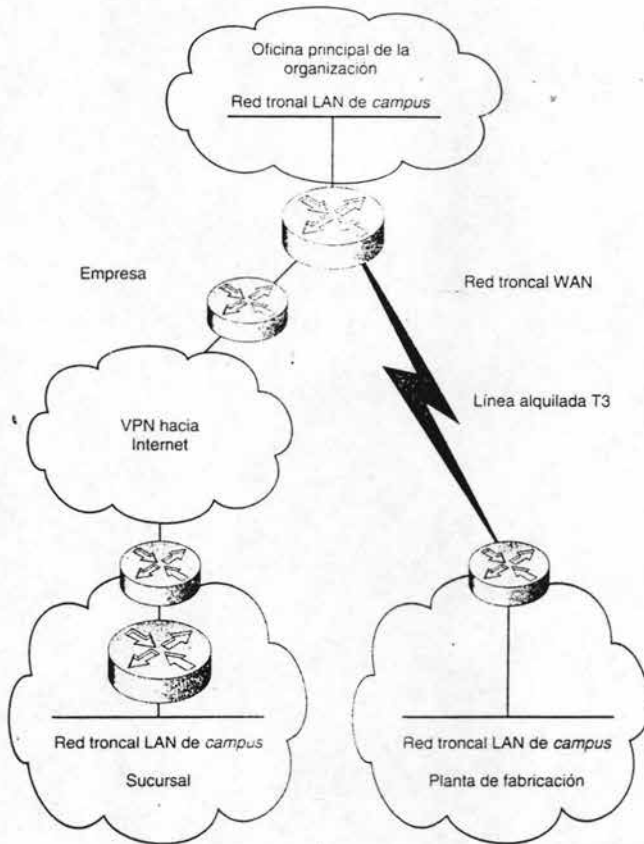 Oficina principal de la
organización
Red tronal LAN de campus
Empresa
Red troncal WAN
VPN hacia
Internet
Línea alquilada T3
Red troncal LAN de campus
Sucursal
Red troncal LAN de campus
Planta de fabricación